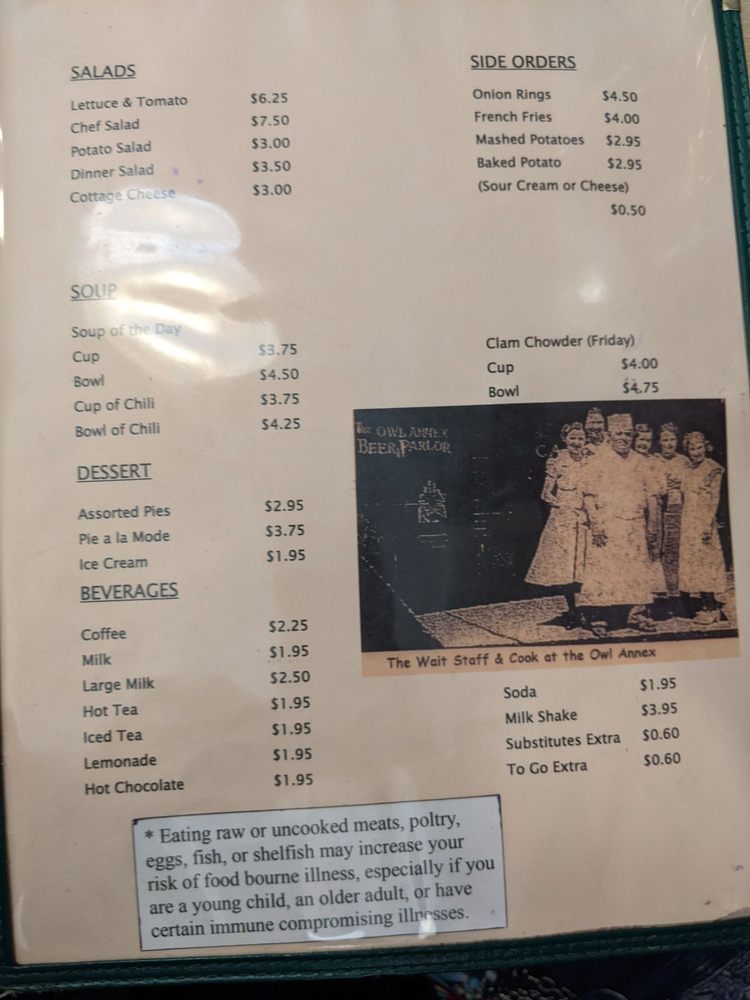 SALADS
Lettuce & Tomato $6.25
Chef Salad $7.50
Potato Salad $3.00
Dinner Salad $3.50
Cottage Cheese $3.00
SIDE ORDERS
Onion Rings $4.50
French Fries $4.00
Mashed Potatoes $2.95
Baked Potato $2.95
(Sour Cream or Cheese)
$0.50
SOUP
Soup of the Day
Cup $3.75
Bowl $4.50
Cup of Chili $3.75
Bowl of Chili $4.25
Clam Chowder (Friday)
Cup $4.00
Bowl $4.75
The OWL ANNEX
BEER PARLOR
The Wait Staff & Cook at the Owl Annex
DESSERT
Assorted Pies $2.95
Pie a la Mode $3.75
Ice Cream $1.95
BEVERAGES
Coffee $2.25
Milk $1.95
Large Milk $2.50
Hot Tea $1.95
Iced Tea $1.95
Lemonade $1.95
Hot Chocolate $1.95
Soda $1.95
Milk Shake $3.95
Substitutes Extra $0.60
To Go Extra $0.60
* Eating raw or uncooked meats, poltry,
eggs, fish, or shelfish may increase your
risk of food bourne illness, especially if you
are a young child, an older adult, or have
certain immune compromising illnesses.